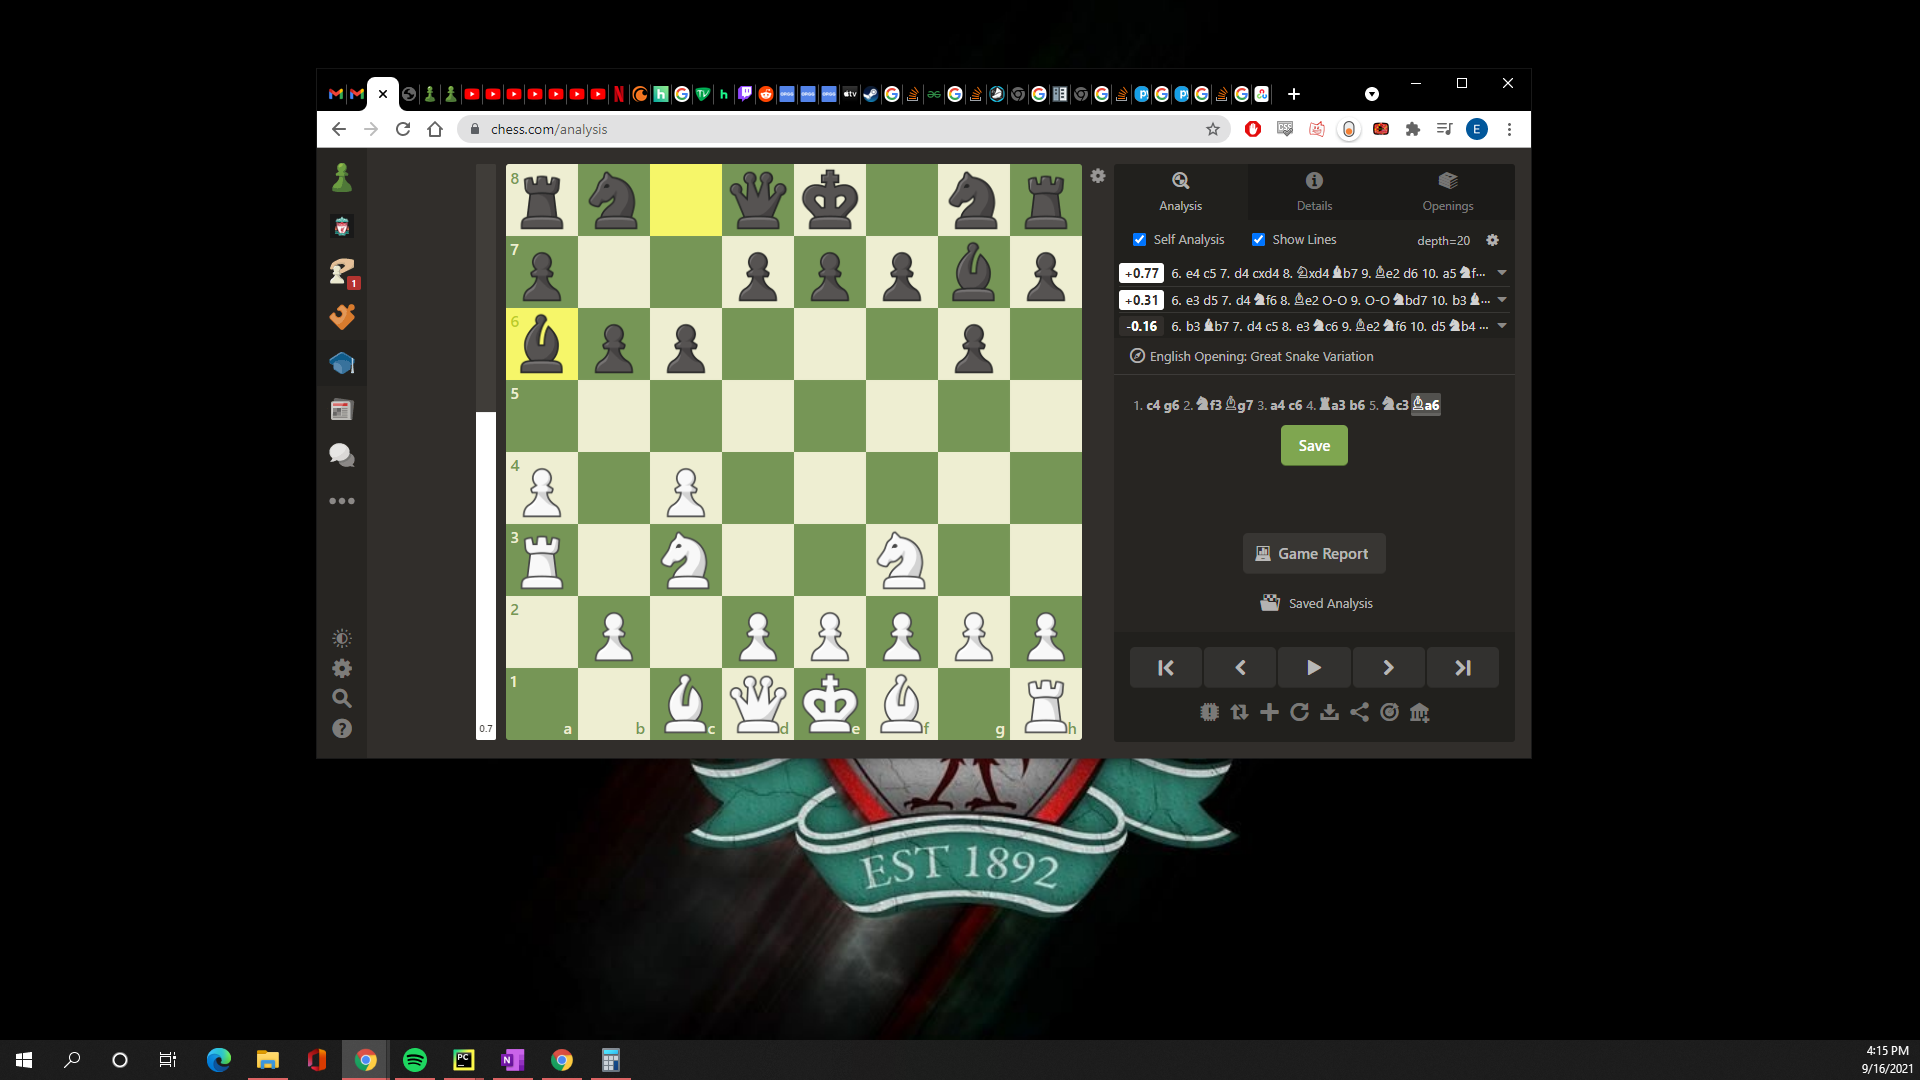 chess.com/analysis
E
8
7
6
5
4
3
2
1
a
b
c
d
e
f
g
h
0.7
1
Analysis
Details
Openings
Self Analysis
Show Lines
depth=20
+0.77 6. e4 c5 7. d4 cxd4 8. ♘xd4 ♝b7 9. ♗e2 d6 10. a5 ♞f...
+0.31 6. e3 d5 7. d4 ♞f6 8. ♗e2 O-O 9. O-O ♞bd7 10. b3 ♝...
-0.16 6. b3 ♝b7 7. d4 c5 8. e3 ♞c6 9. ♗e2 ♞f6 10. d5 ♞b4 ...
English Opening: Great Snake Variation
1. c4 g6 2. ♞f3 ♗g7 3. a4 c6 4. ♜a3 b6 5. ♞c3 ♗a6
Save
Game Report
Saved Analysis
EST 1892
4:15 PM
9/16/2021